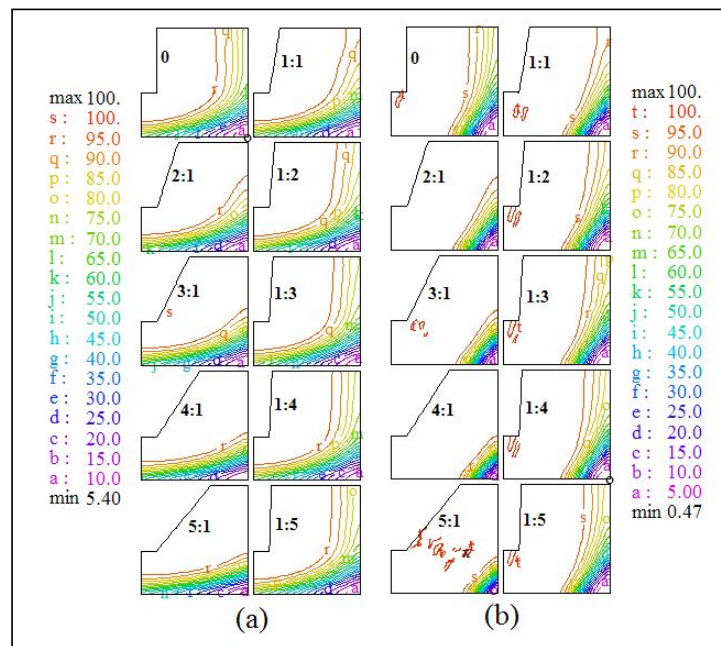 max 100.
s : 100.
r : 95.0
q : 90.0
p : 85.0
o : 80.0
n : 75.0
m : 70.0
l : 65.0
k : 60.0
j : 55.0
i : 50.0
h : 45.0
g : 40.0
f : 35.0
e : 30.0
d : 25.0
c : 20.0
b : 15.0
a : 10.0
min 5.40
0
1:1
2:1
1:2
3:1
1:3
4:1
1:4
5:1
1:5
(a)
0
1:1
2:1
1:2
3:1
1:3
4:1
1:4
5:1
1:5
(b)
max 100.
t : 100.
s : 95.0
r : 90.0
p : 80.0
q : 85.0
o : 80.0
n : 70.0
m : 65.0
l : 60.0
k : 55.0
j : 50.0
i : 45.0
h : 40.0
g : 35.0
f : 30.0
e : 25.0
d : 20.0
c : 15.0
b : 10.0
a : 5.00
min 0.47